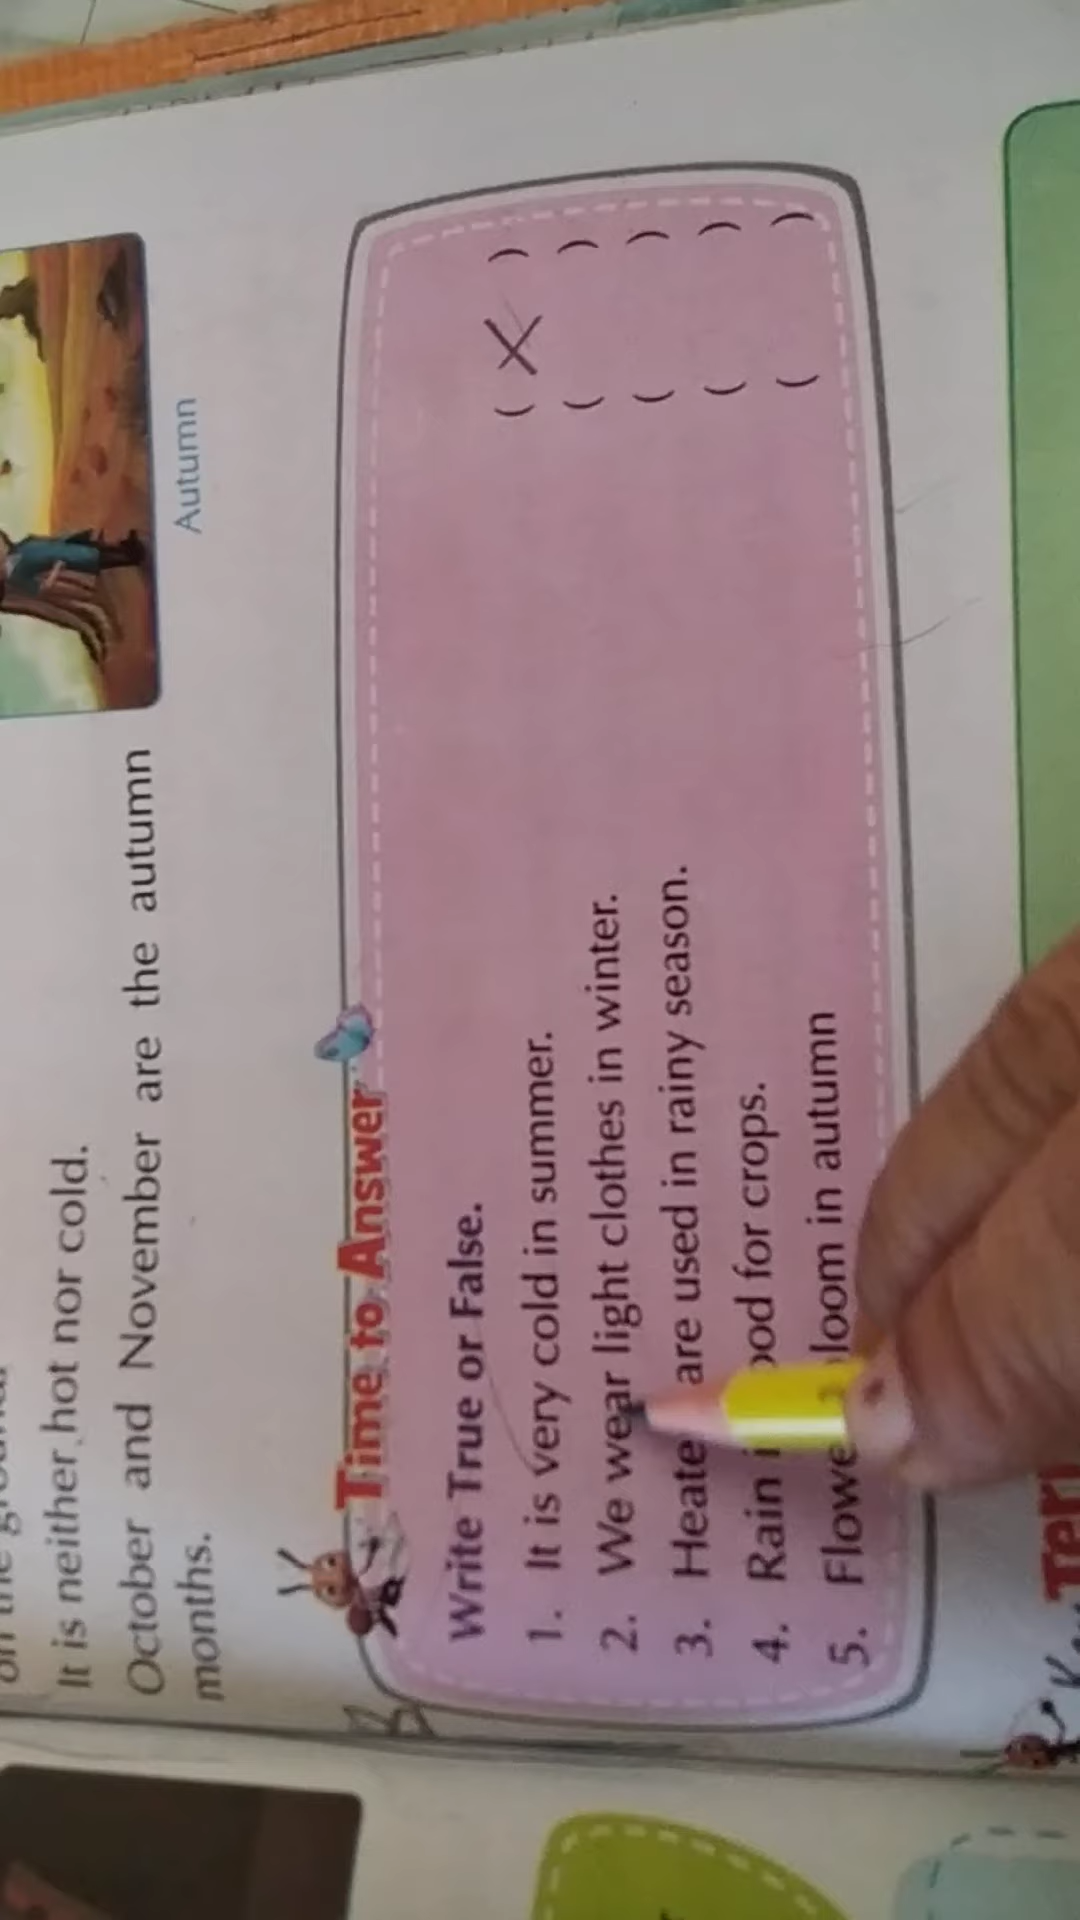 It is neither hot nor cold.
October and November are the autumn
months.
Autumn
Time to Answer
Write True or False.
1. It is very cold in summer. ( X )
2. We wear light clothes in winter. ( )
3. are used in rainy season. ( )
4. Rain for crops. ( )
5. in autumn ( )